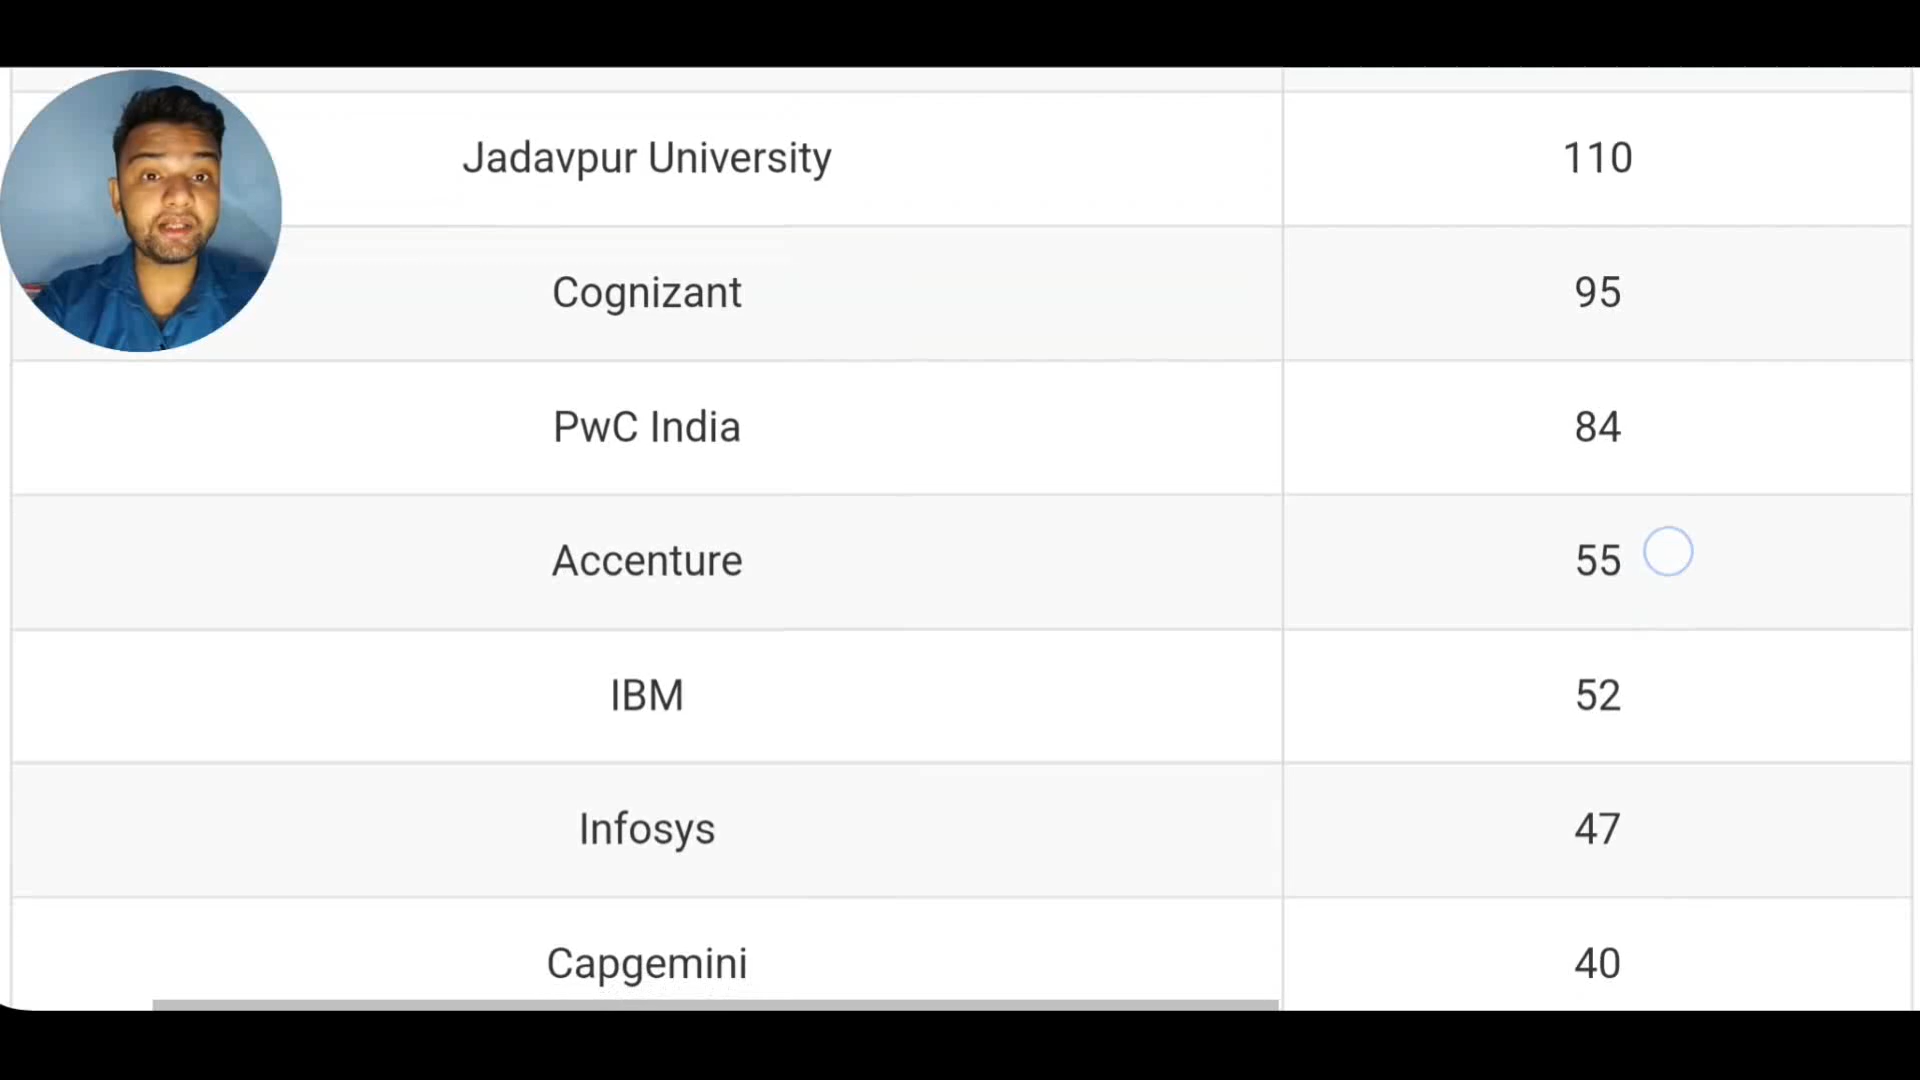 Jadavpur University 110
Cognizant 95
PwC India 84
Accenture 55
IBM 52
Infosys 47
Capgemini 40